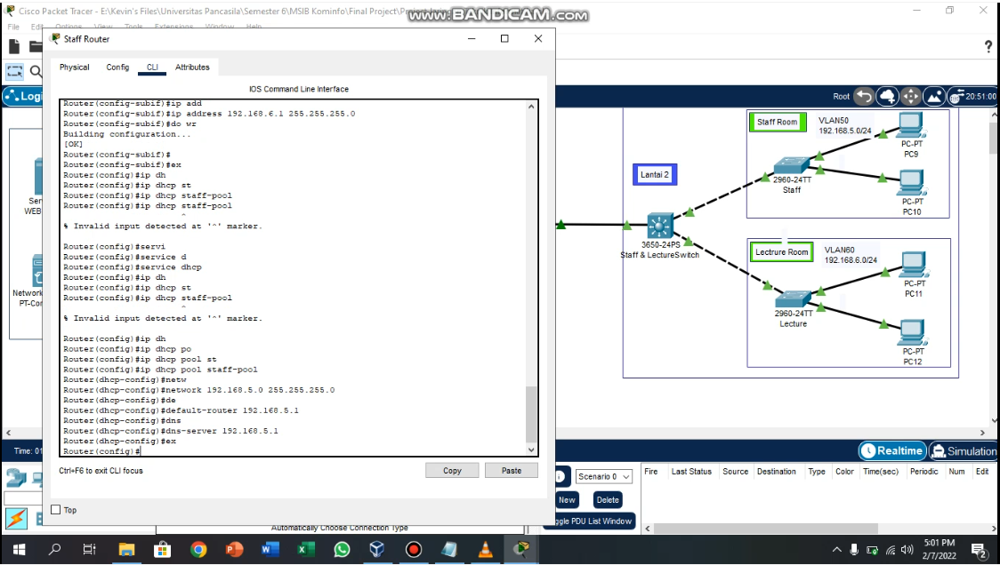 Cisco Packet Tracer - E:\Kevin's Files\Universitas Pancasila\Semester 6\MSIB Kominfo\Final Project\
www.BANDICAM.com
File
Edit
Options
View
Tools
Extensions
Window
Help
Staff Router
Physical
Config
CLI
Attributes
IOS Command Line Interface
Router(config-subif)#ip add
Router(config-subif)#ip address 192.168.6.1 255.255.255.0
Router(config-subif)#do wr
Building configuration...
[OK]
Router(config-subif)#
Router(config-subif)#ex
Router(config)#ip dh
Router(config)#ip dhcp st
Router(config)#ip dhcp staff-pool
Router(config)#ip dhcp staff-pool
^
% Invalid input detected at '^' marker.
Router(config)#servi
Router(config)#service d
Router(config)#service dhcp
Router(config)#ip dh
Router(config)#ip dhcp st
Router(config)#ip dhcp staff-pool
^
% Invalid input detected at '^' marker.
Router(config)#ip dh
Router(config)#ip dhcp po
Router(config)#ip dhcp pool st
Router(config)#ip dhcp pool staff-pool
Router(dhcp-config)#netw
Router(dhcp-config)#network 192.168.5.0 255.255.255.0
Router(dhcp-config)#de
Router(dhcp-config)#default-router 192.168.5.1
Router(dhcp-config)#dns
Router(dhcp-config)#dns-server 192.168.5.1
Router(dhcp-config)#ex
Router(config)#
Ctrl+F6 to exit CLI focus
Copy
Paste
Top
Logi
Ser
WEB
Network
PT-Cor
Time: 01
Root
20:51:00
Lantai 2
Staff Room
VLAN50
192.168.5.0/24
PC-PT
PC9
2960-24TT
Staff
PC-PT
PC10
3650-24PS
Staff & LectureSwitch
Lectrure Room
VLAN60
192.168.6.0/24
PC-PT
PC11
2960-24TT
Lecture
PC-PT
PC12
Realtime
Simulation
Scenario 0
New
Delete
ggle PDU List Window
Fire
Last Status
Source
Destination
Type
Color
Time(sec)
Periodic
Num
Edit
Automatically Choose Connection Type
5:01 PM
2/7/2022
2